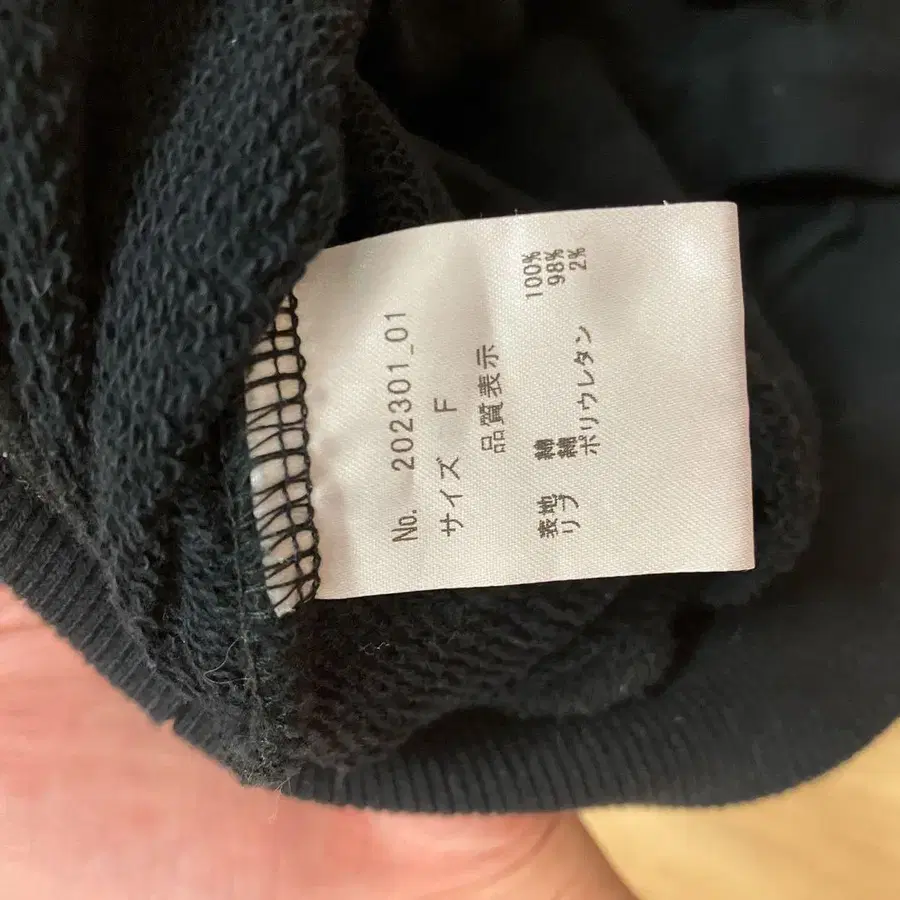 No. 202301_01
サイズ F
品質表示
表地 綿 100%
リブ 綿 98%
ポリウレタン 2%